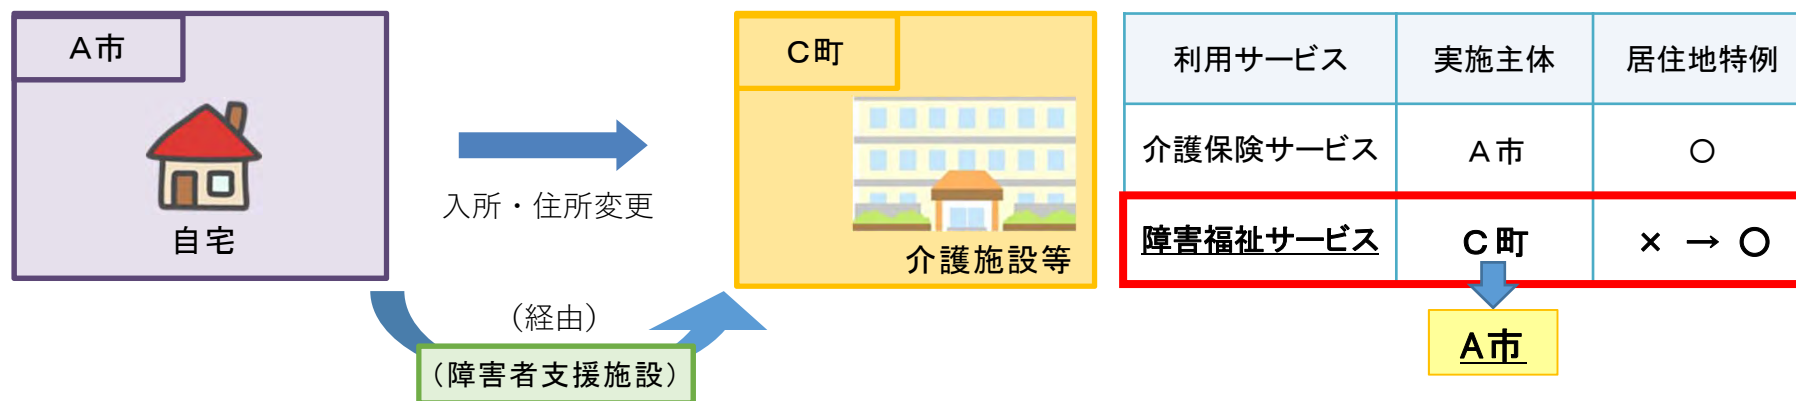 A市
自宅
入所・住所変更
（経由）
（障害者支援施設）
C町
介護施設等
利用サービス 実施主体 居住地特例
介護保険サービス A市 ○
障害福祉サービス C町 × → ○
A市